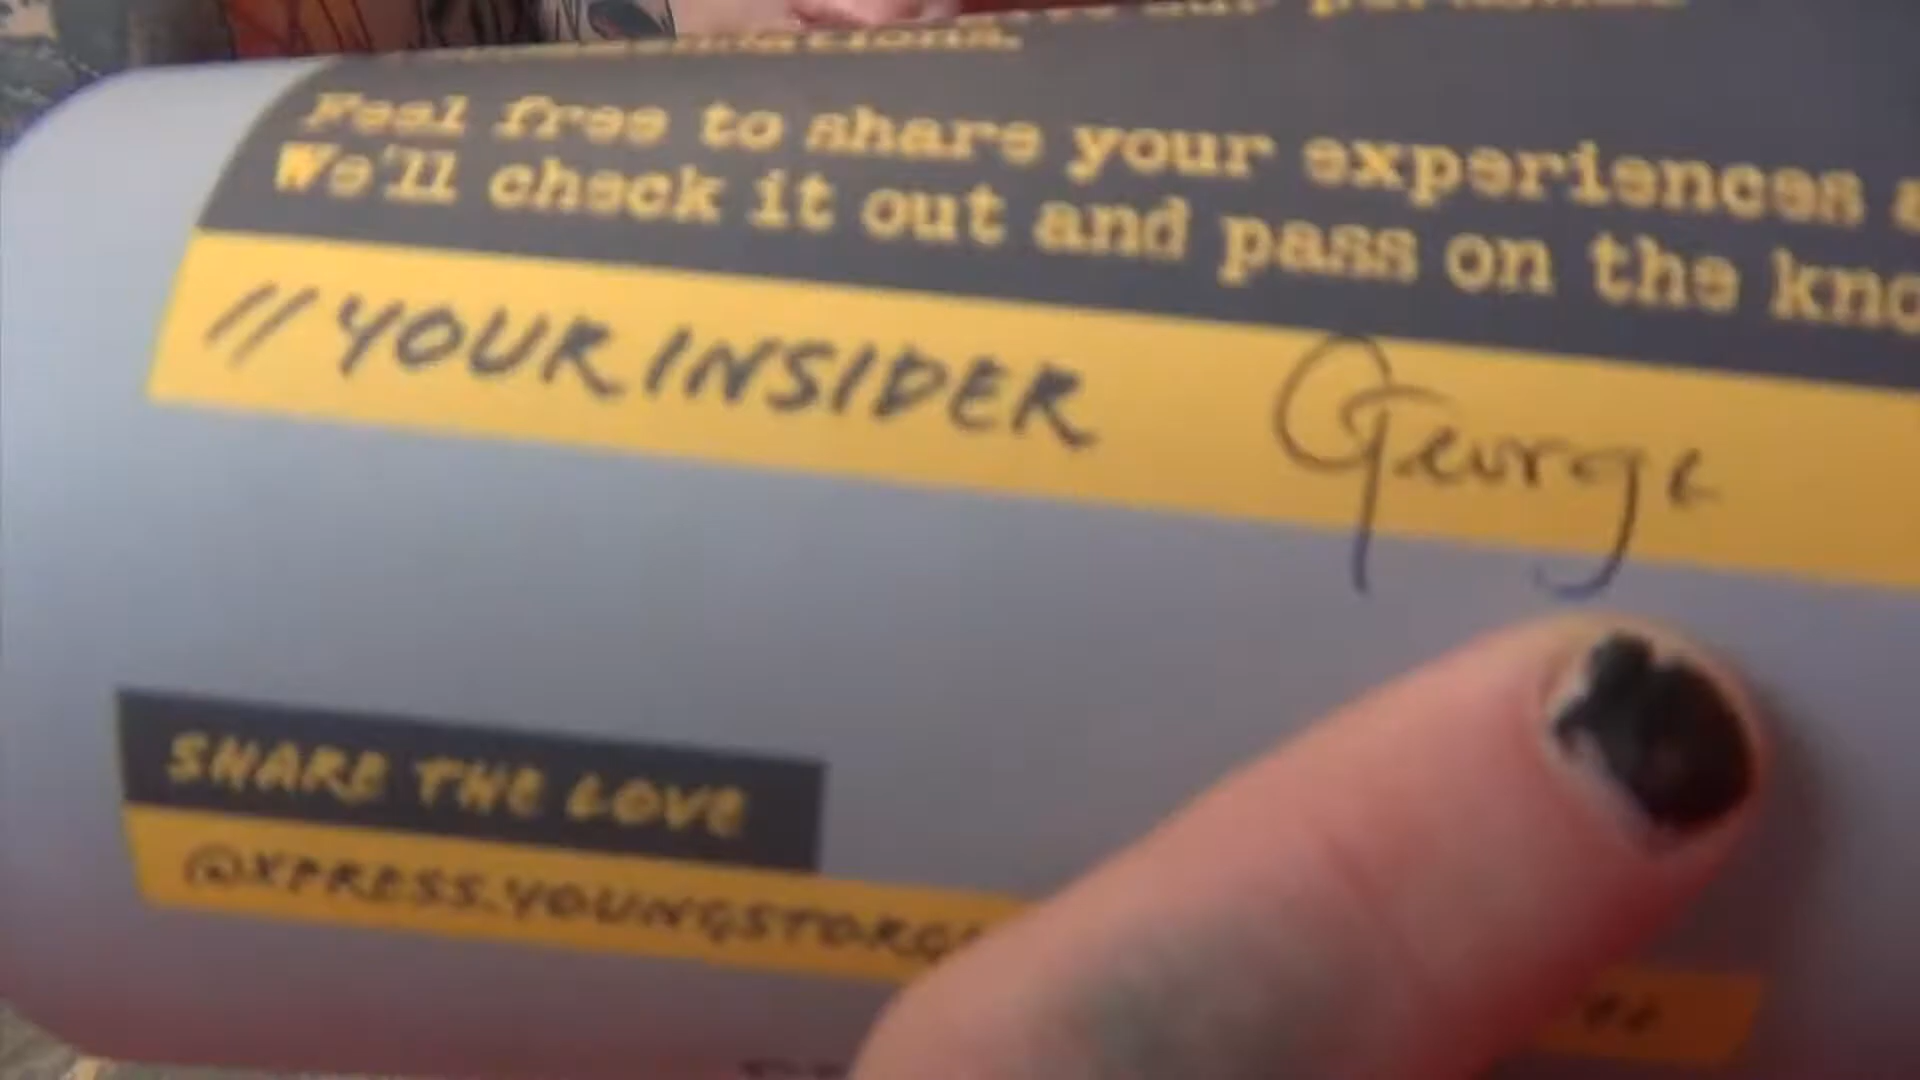 Feel free to share your experiences
We'll check it out and pass on the kno
// YOUR INSIDER George
SHARE THE LOVE
@XPRESS.YOUNGSTORG